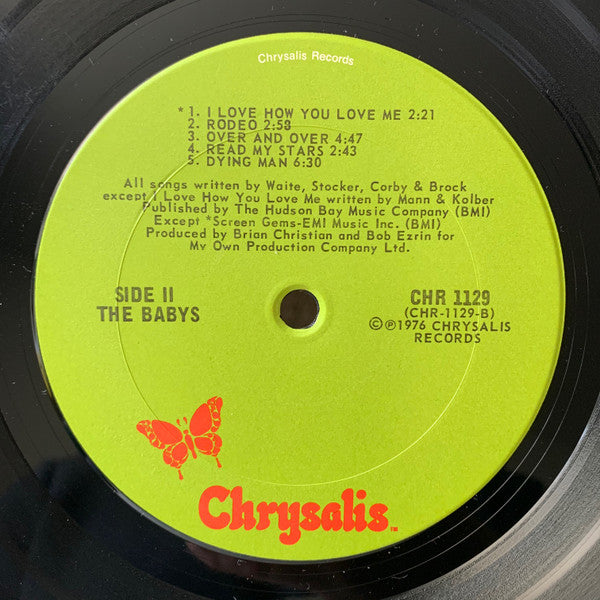 Chrysalis Records
*1. I LOVE HOW YOU LOVE ME 2:21
2. RODEO 2:58
3. OVER AND OVER 4:47
4. READ MY STARS 2:43
5. DYING MAN 6:30
All songs written by Waite, Stocker, Corby & Brock
except I Love How You Love Me written by Mann & Kolber
Published by The Hudson Bay Music Company (BMI)
Except *Screen Gems-EMI Music Inc. (BMI)
Produced by Brian Christian and Bob Ezrin for
My Own Production Company Ltd.
SIDE II
THE BABYS
CHR 1129
(CHR-1129-B)
©℗1976 CHRYSALIS
RECORDS
Chrysalis™